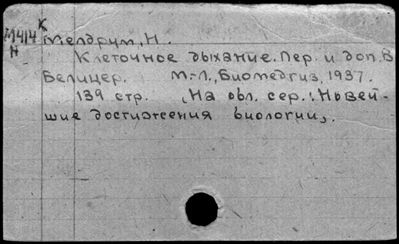 М414 К
Н
Мелдрум, Н.
Клеточное дыхание. Пер. и доп. В.
Белицер. М.-Л., Биомедгиз, 1937.
139 стр. „На обл. сер.: Новей-
шие достижения биологии„.